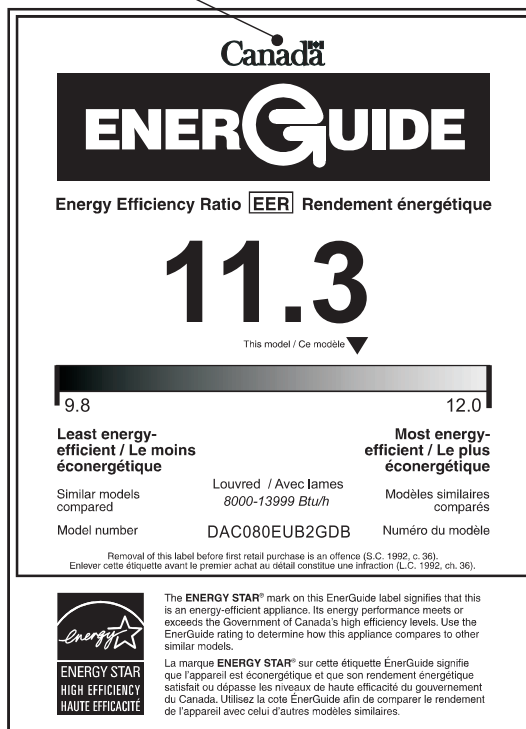 Canada
ENERGUIDE
Energy Efficiency Ratio EER Rendement énergétique
11.3
This model / Ce modèle
9.8 12.0
Least energy-
efficient / Le moins
éconergétique
Most energy-
efficient / Le plus
éconergétique
Similar models
compared
Louvred / Avec lames
8000-13999 Btu/h
Modèles similaires
comparés
Model number DAC080EUB2GDB Numéro du modèle
Removal of this label before first retail purchase is an offence (S.C. 1992, c. 36).
Enlever cette étiquette avant le premier achat au détail constitue une infraction (L.C. 1992, ch. 36).
energy
ENERGY STAR
HIGH EFFICIENCY
HAUTE EFFICACITÉ
The ENERGY STAR® mark on this EnerGuide label signifies that this
is an energy-efficient appliance. Its energy performance meets or
exceeds the Government of Canada's high efficiency levels. Use the
EnerGuide rating to determine how this appliance compares to other
similar models.
La marque ENERGY STAR® sur cette étiquette ÉnerGuide signifie
que l'appareil est éconergétique et que son rendement énergétique
satisfait ou dépasse les niveaux de haute efficacité du gouvernement
du Canada. Utilisez la cote ÉnerGuide afin de comparer le rendement
de l'appareil avec celui d'autres modèles similaires.